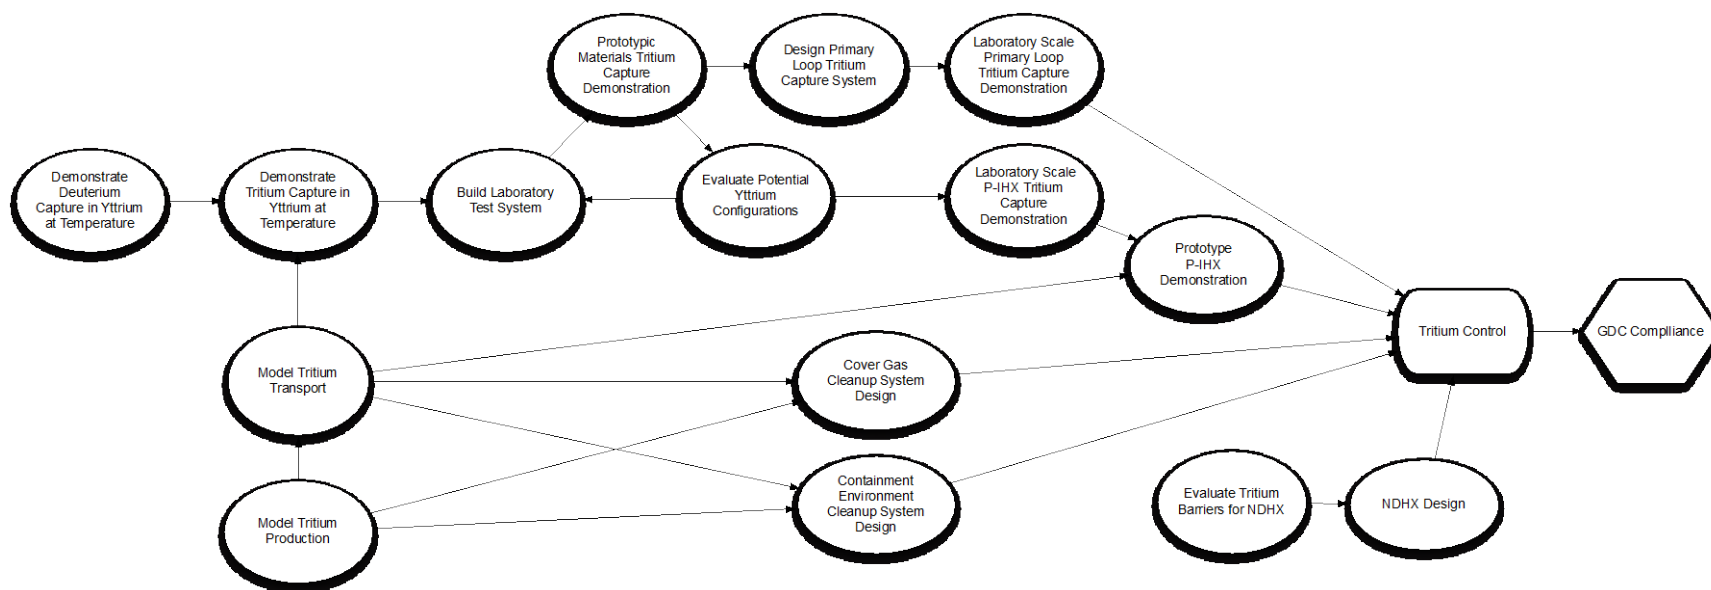 Prototypic
Materials Tritium
Capture
Demonstration
Design Primary
Loop Tritium
Capture System
Laboratory Scale
Primary Loop
Tritium Capture
Demonstration
Demonstrate
Deuterium
Capture in Yttrium
at Temperature
Demonstrate
Tritium Capture in
Yttrium at
Temperature
Build Laboratory
Test System
Evaluate Potential
Yttrium
Configurations
Laboratory Scale
P-IHX Tritium
Capture
Demonstration
Prototype
P-IHX
Demonstration
Tritium Control
GDC Complliance
Model Tritium
Transport
Cover Gas
Cleanup System
Design
Model Tritium
Production
Containment
Environment
Cleanup System
Design
Evaluate Tritium
Barriers for NDHX
NDHX Design